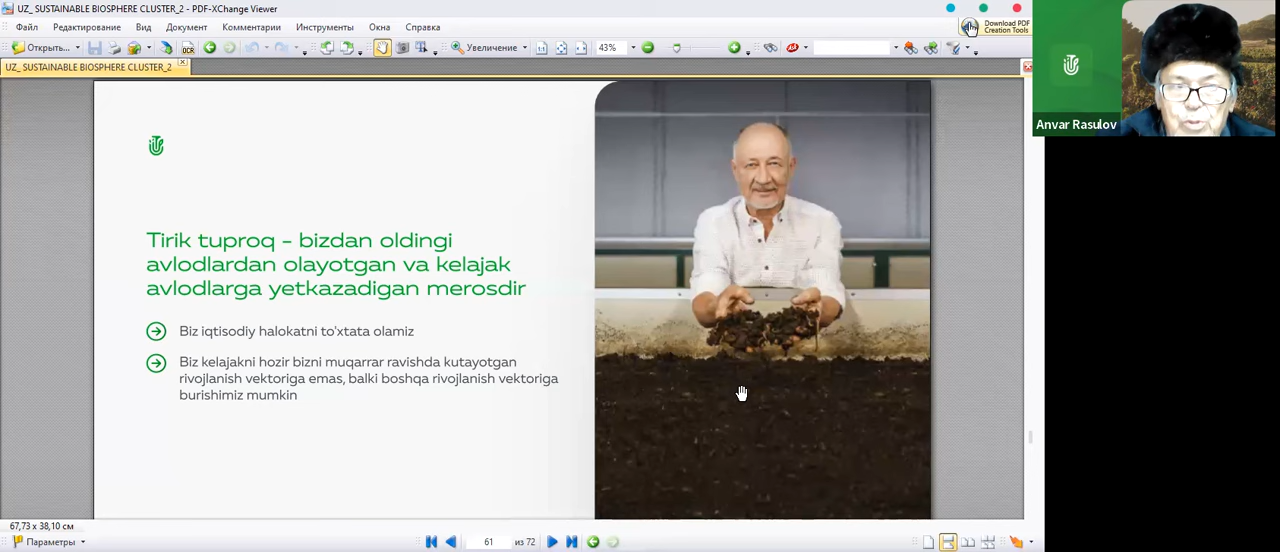 UZ_ SUSTAINABLE BIOSPHERE CLUSTER_2 - PDF-XChange Viewer
Файл Редактирование Вид Документ Комментарии Инструменты Окна Справка
Download PDF
Creation Tools
Открыть... OCR Увеличение 43%
UZ_ SUSTAINABLE BIOSPHERE CLUSTER_2
Anvar Rasulov
Tirik tuproq - bizdan oldingi
avlodlardan olayotgan va kelajak
avlodlarga yetkazadigan merosdir
Biz iqtisodiy halokatni to'xtata olamiz
Biz kelajakni hozir bizni muqarrar ravishda kutayotgan
rivojlanish vektoriga emas, balki boshqa rivojlanish vektoriga
burishimiz mumkin
67,73 x 38,10 см
Параметры 61 из 72